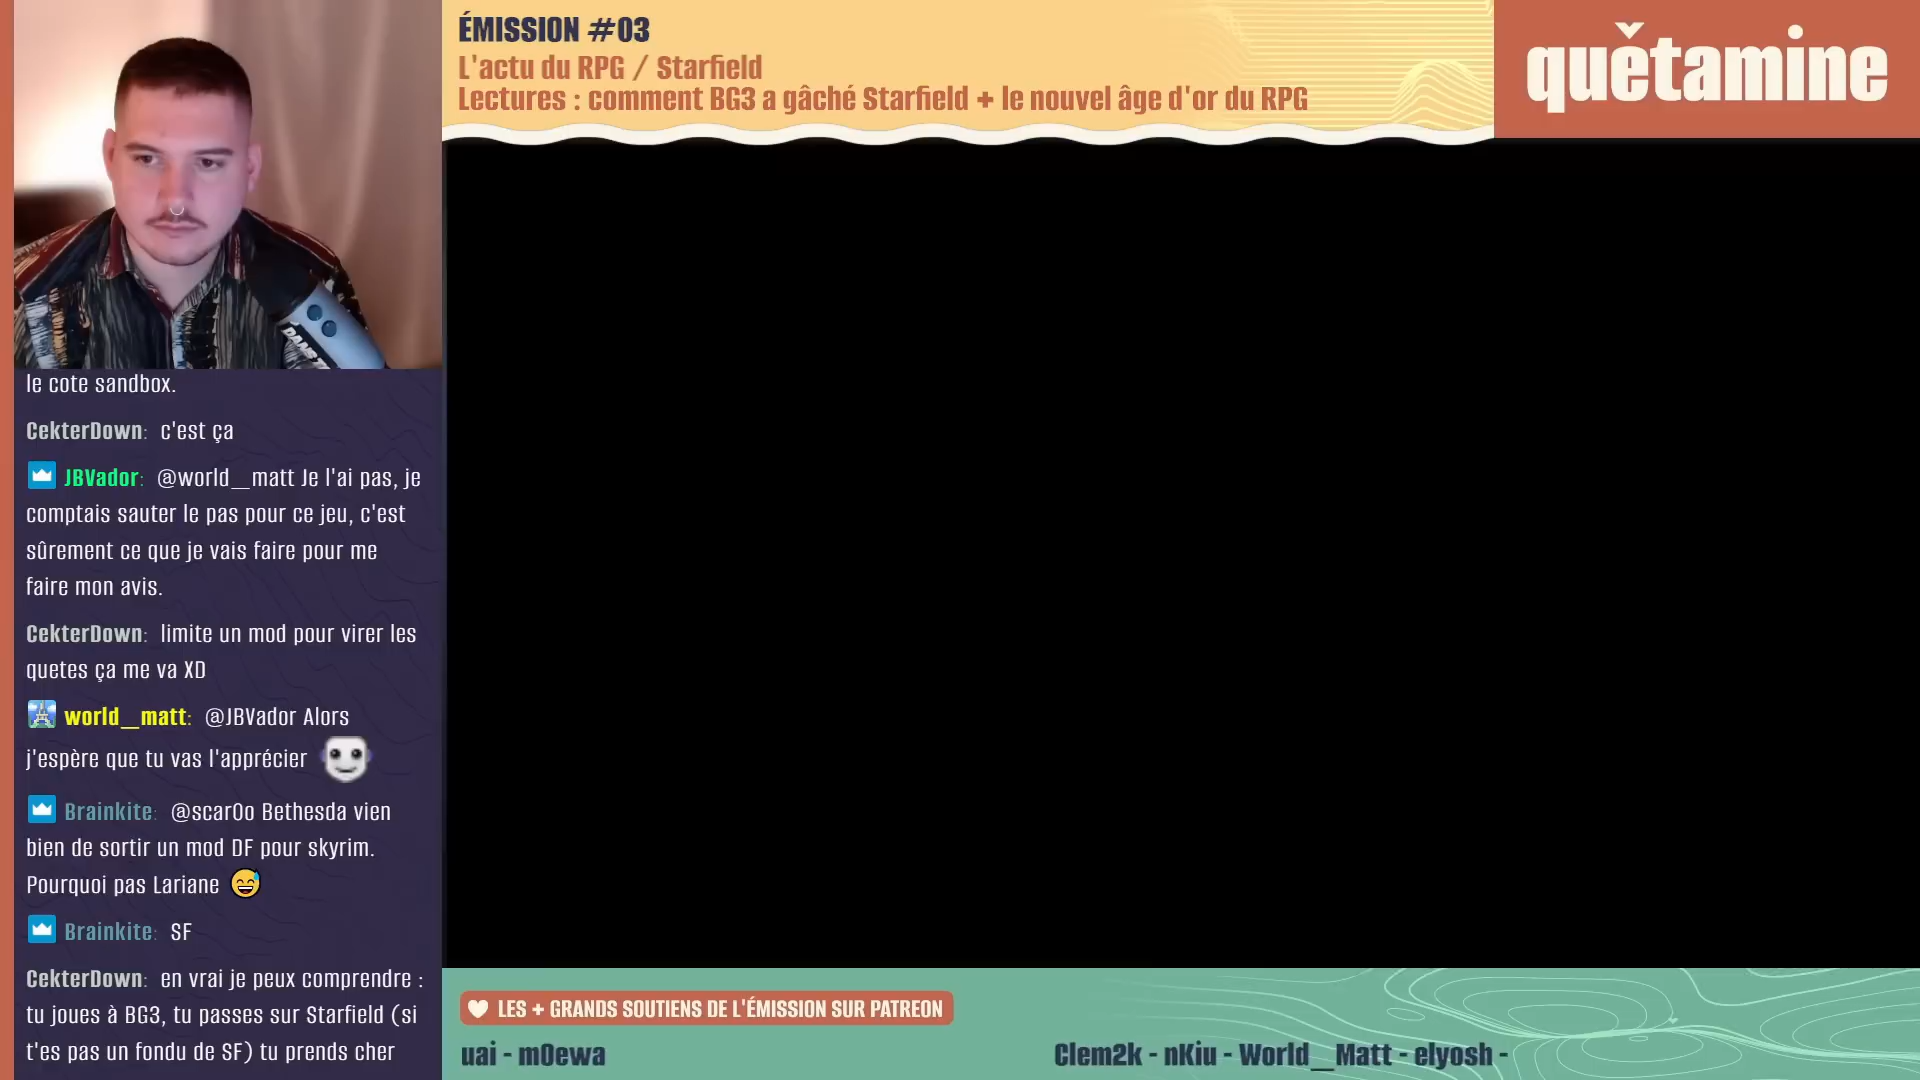 ÉMISSION #03
L'actu du RPG / Starfield
Lectures : comment BG3 a gâché Starfield + le nouvel âge d'or du RPG
quětamine
DANS T
le cote sandbox.
CekterDown: c'est ça
JBVador: @world__matt Je l'ai pas, je
comptais sauter le pas pour ce jeu, c'est
sûrement ce que je vais faire pour me
faire mon avis.
CekterDown: limite un mod pour virer les
quetes ça me va XD
world__matt: @JBVador Alors
j'espère que tu vas l'apprécier
Brainkite: @scar0o Bethesda vien
bien de sortir un mod DF pour skyrim.
Pourquoi pas Lariane 😅
Brainkite: SF
CekterDown: en vrai je peux comprendre :
tu joues à BG3, tu passes sur Starfield (si
t'es pas un fondu de SF) tu prends cher
LES + GRANDS SOUTIENS DE L'ÉMISSION SUR PATREON
uai - m0ewa
Clem2k - nKiu - World__Matt - elyosh -